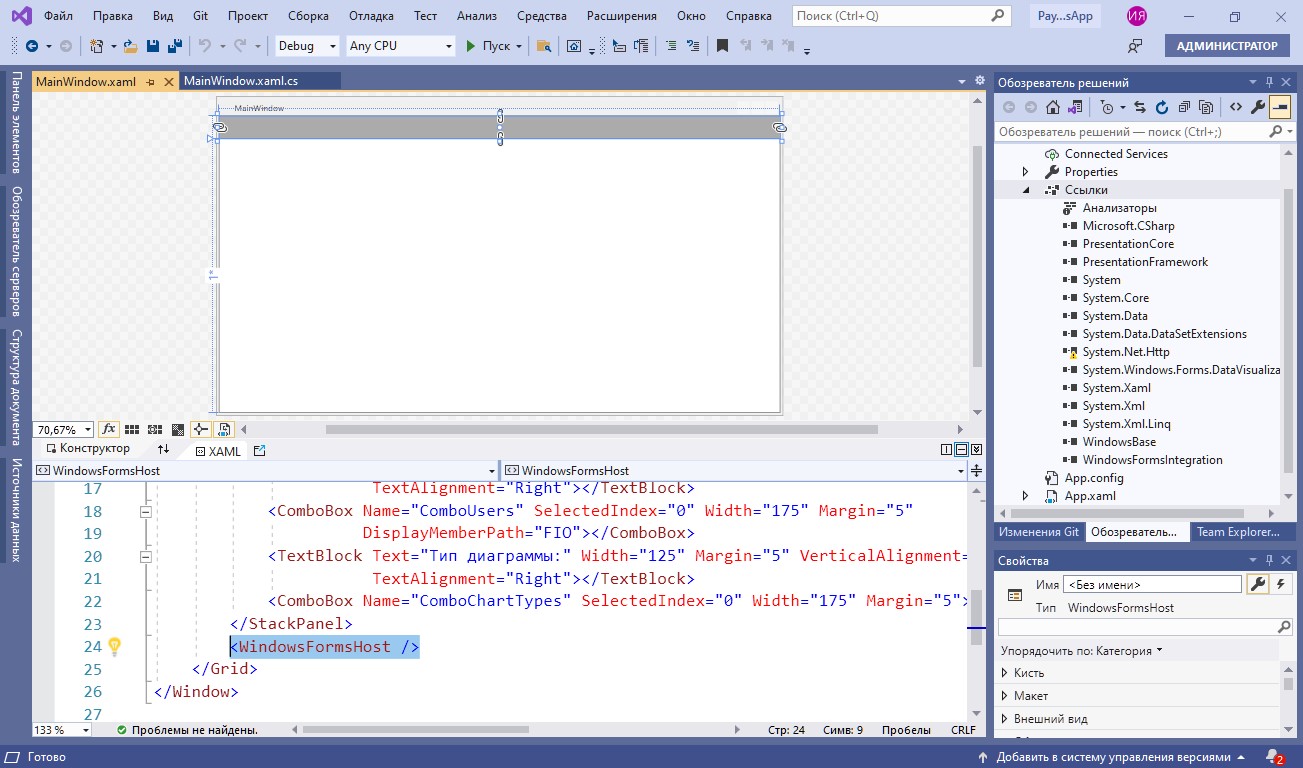 Файл Правка Вид Git Проект Сборка Отладка Тест Анализ Средства Расширения Окно Справка Поиск (Ctrl+Q) Pay...sApp ИЯ
Debug Any CPU Пуск АДМИНИСТРАТОР
Панель элементов
Обозреватель серверов
Структура документа
Источники данных
MainWindow.xaml MainWindow.xaml.cs
MainWindow
1*
70,67% fx
Конструктор XAML
WindowsFormsHost WindowsFormsHost
17 TextAlignment="Right"></TextBlock>
18 <ComboBox Name="ComboUsers" SelectedIndex="0" Width="175" Margin="5"
19 DisplayMemberPath="FIO"></ComboBox>
20 <TextBlock Text="Тип диаграммы:" Width="125" Margin="5" VerticalAlignment=
21 TextAlignment="Right"></TextBlock>
22 <ComboBox Name="ComboChartTypes" SelectedIndex="0" Width="175" Margin="5">
23 </StackPanel>
24 <WindowsFormsHost />
25 </Grid>
26 </Window>
27
133 % Проблемы не найдены. Стр: 24 Симв: 9 Пробелы CRLF
Обозреватель решений
Обозреватель решений — поиск (Ctrl+;)
Connected Services
Properties
Ссылки
Анализаторы
Microsoft.CSharp
PresentationCore
PresentationFramework
System
System.Core
System.Data
System.Data.DataSetExtensions
System.Net.Http
System.Windows.Forms.DataVisualiza
System.Xaml
System.Xml
System.Xml.Linq
WindowsBase
WindowsFormsIntegration
App.config
App.xaml
Изменения Git Обозреватель... Team Explorer...
Свойства
Имя <Без имени>
Тип WindowsFormsHost
Упорядочить по: Категория
Кисть
Макет
Внешний вид
Готово Добавить в систему управления версиями 2